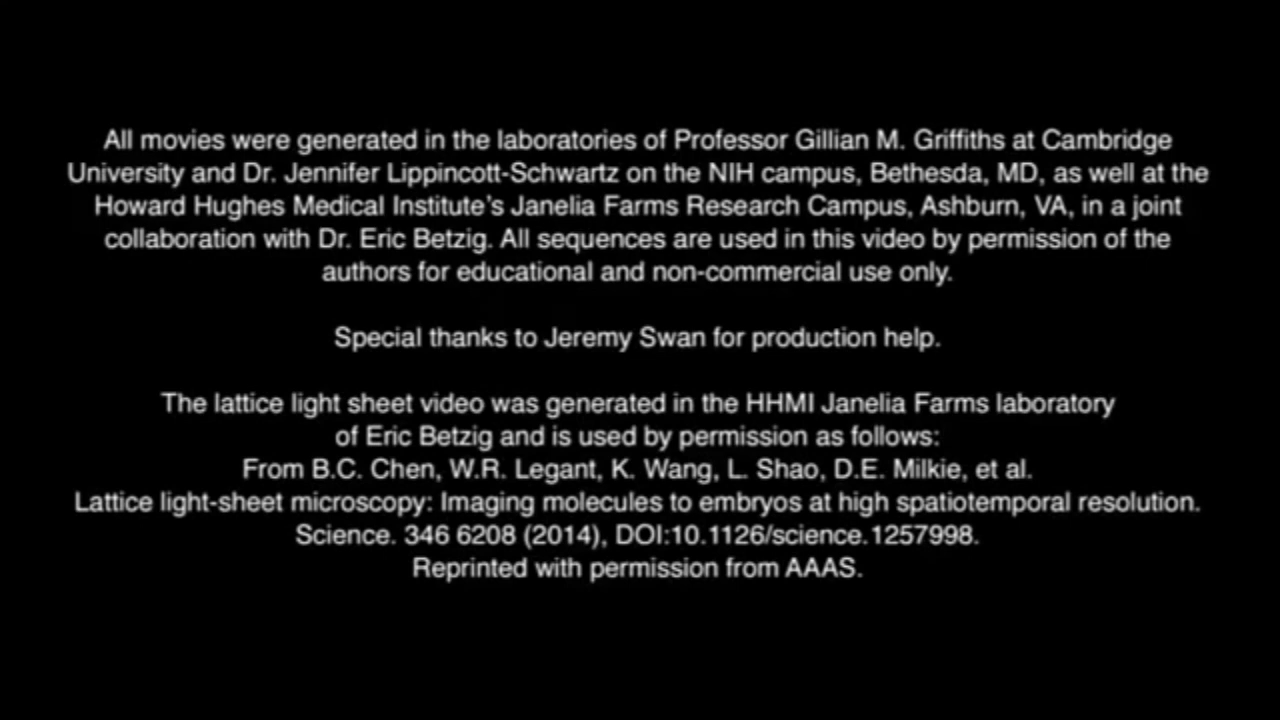 All movies were generated in the laboratories of Professor Gillian M. Griffiths at Cambridge
University and Dr. Jennifer Lippincott-Schwartz on the NIH campus, Bethesda, MD, as well at the
Howard Hughes Medical Institute's Janelia Farms Research Campus, Ashburn, VA, in a joint
collaboration with Dr. Eric Betzig. All sequences are used in this video by permission of the
authors for educational and non-commercial use only.
Special thanks to Jeremy Swan for production help.
The lattice light sheet video was generated in the HHMI Janelia Farms laboratory
of Eric Betzig and is used by permission as follows:
From B.C. Chen, W.R. Legant, K. Wang, L. Shao, D.E. Milkie, et al.
Lattice light-sheet microscopy: Imaging molecules to embryos at high spatiotemporal resolution.
Science. 346 6208 (2014), DOI:10.1126/science.1257998.
Reprinted with permission from AAAS.